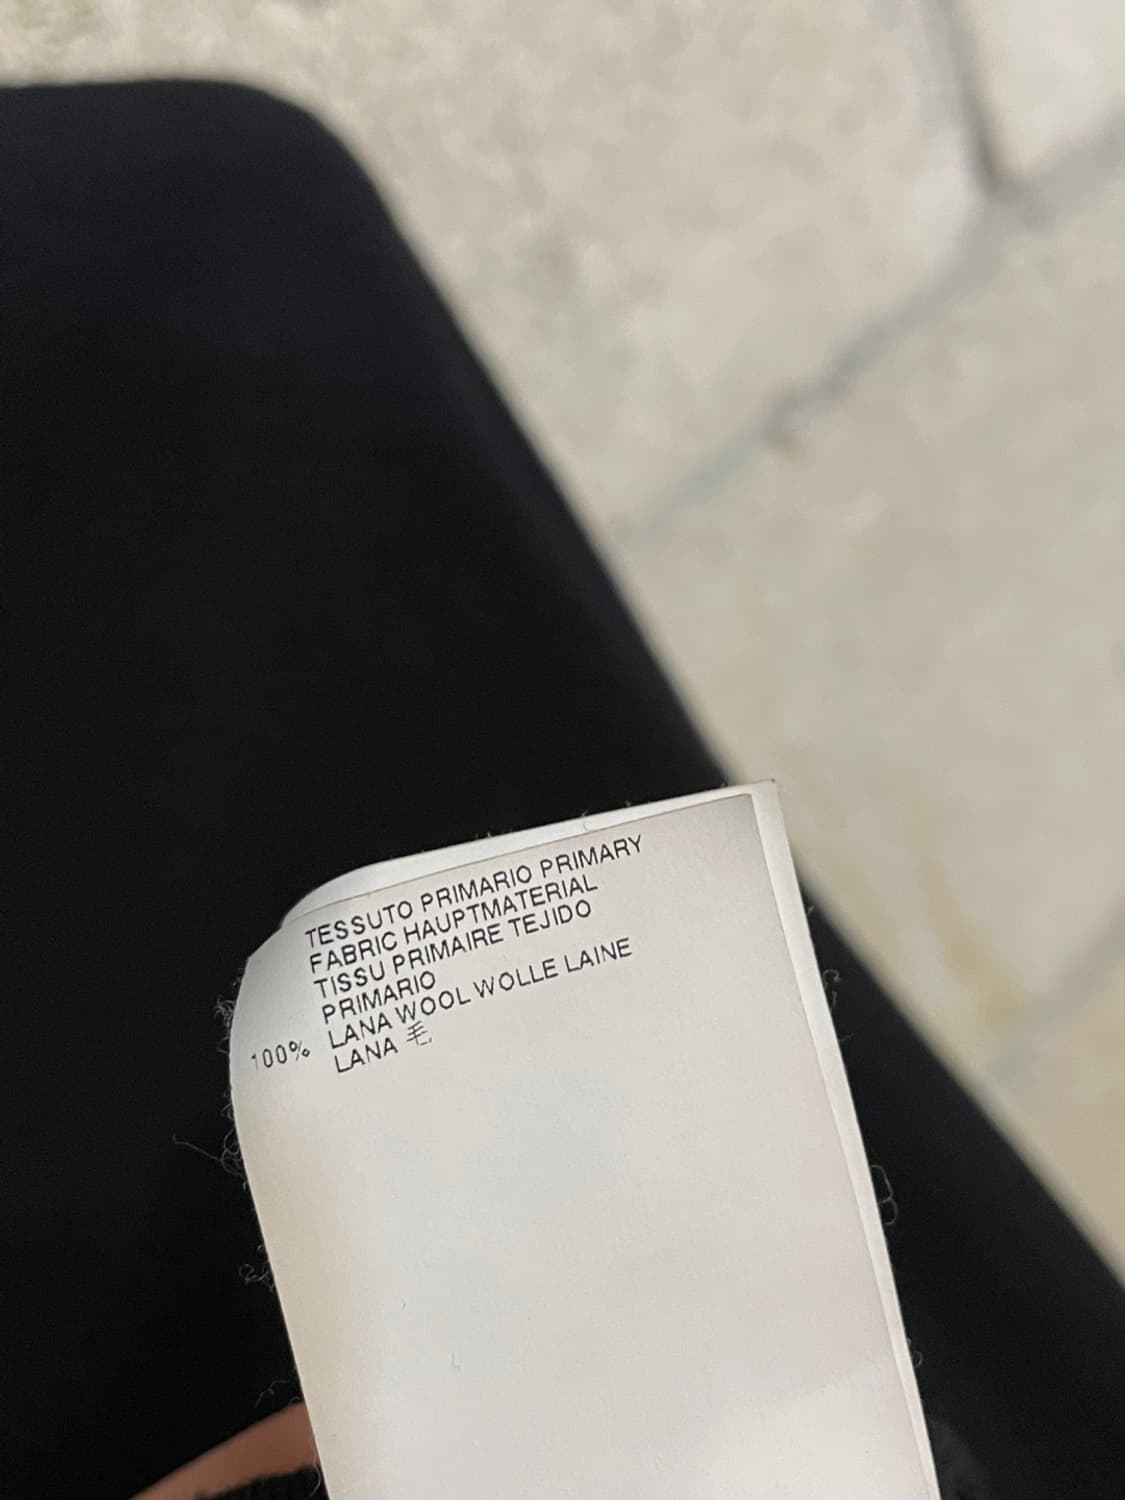 TESSUTO PRIMARIO PRIMARY
FABRIC HAUPTMATERIAL
TISSU PRIMAIRE TEJIDO
PRIMARIO
100% LANA WOOL WOLLE LAINE
LANA 毛